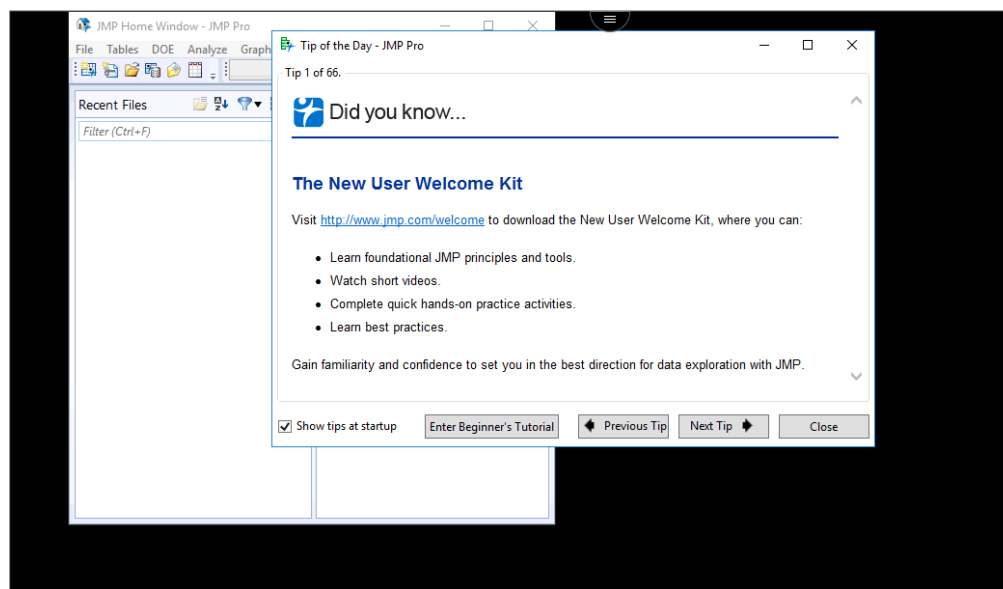 JMP Home Window - JMP Pro
File Tables DOE Analyze Graph
Recent Files
Filter (Ctrl+F)
Tip of the Day - JMP Pro
Tip 1 of 66.
Did you know...
The New User Welcome Kit
Visit http://www.jmp.com/welcome to download the New User Welcome Kit, where you can:
• Learn foundational JMP principles and tools.
• Watch short videos.
• Complete quick hands-on practice activities.
• Learn best practices.
Gain familiarity and confidence to set you in the best direction for data exploration with JMP.
Show tips at startup
Enter Beginner's Tutorial
Previous Tip
Next Tip
Close